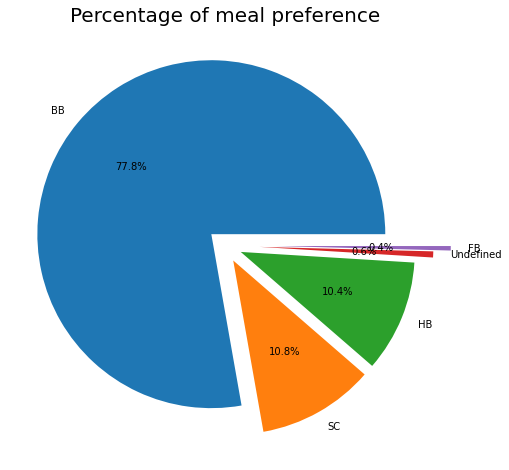 Percentage of meal preference
BB
77.8%
0.4%
FB
0.6%
Undefined
10.4%
HB
10.8%
SC